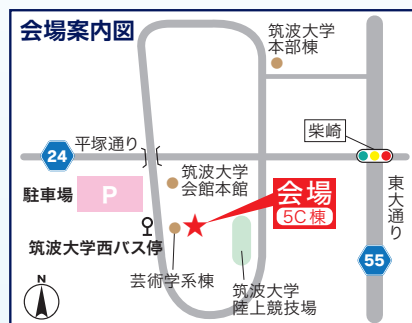 会場案内図
筑波大学
本部棟
柴崎
平塚通り
24
筑波大学
会館本館
駐車場
P
会場
5C棟
東大通り
55
筑波大学西バス停
芸術学系棟
筑波大学
陸上競技場
N